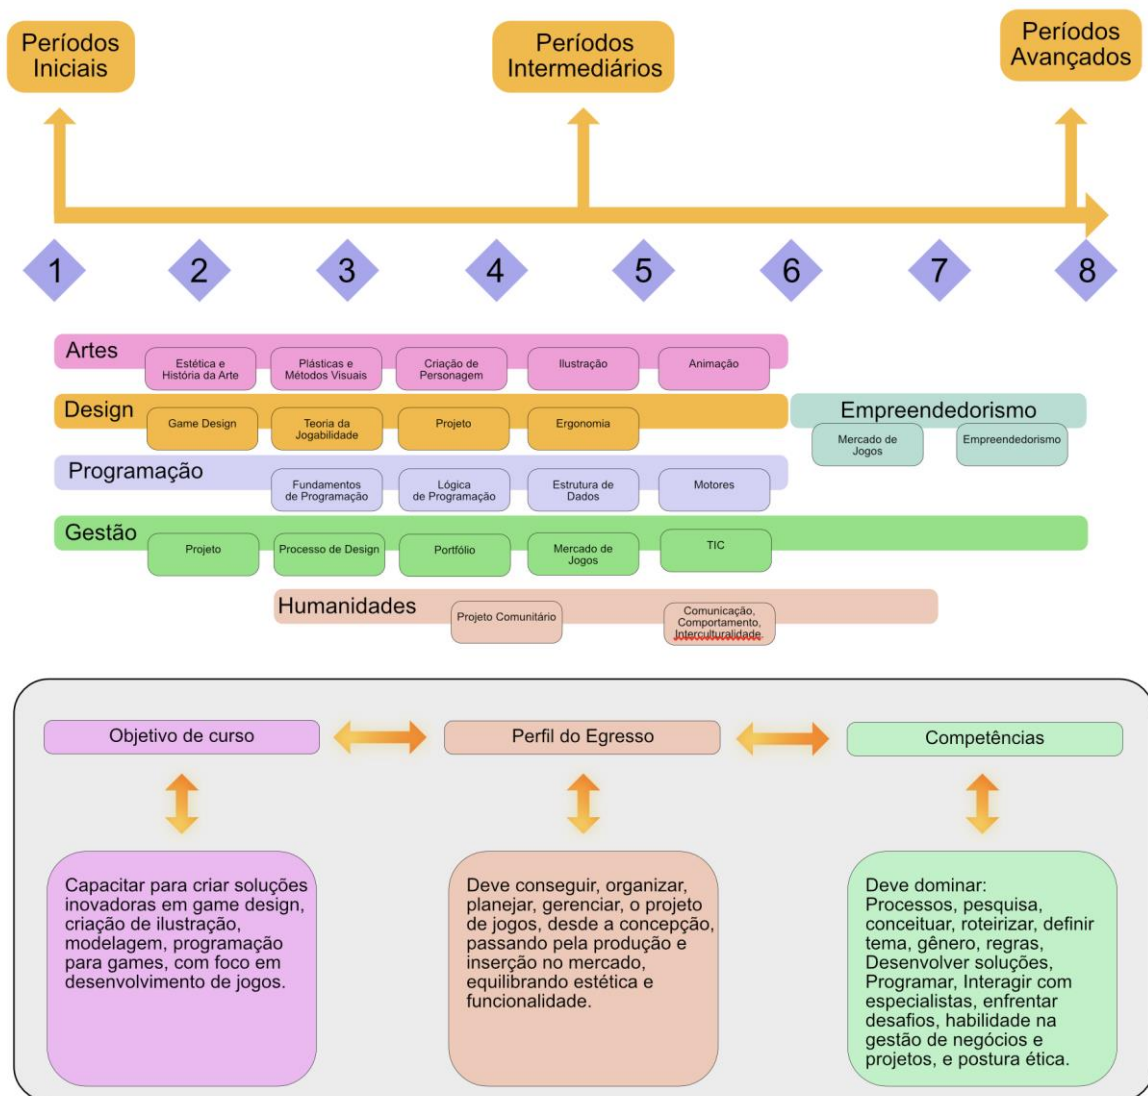 Períodos
Iniciais
Períodos
Intermediários
Períodos
Avançados
1
2
3
4
5
6
7
8
Artes
Estética e
História da Arte
Plásticas e
Métodos Visuais
Criação de
Personagem
Ilustração
Animação
Design
Game Design
Teoria da
Jogabilidade
Projeto
Ergonomia
Empreendedorismo
Mercado de
Jogos
Empreendedorismo
Programação
Fundamentos
de Programação
Lógica
de Programação
Estrutura de
Dados
Motores
Gestão
Projeto
Processo de Design
Portfólio
Mercado de
Jogos
TIC
Humanidades
Projeto Comunitário
Comunicação,
Comportamento,
Interculturalidade
Objetivo de curso
Perfil do Egresso
Competências
Capacitar para criar soluções
inovadoras em game design,
criação de ilustração,
modelagem, programação
para games, com foco em
desenvolvimento de jogos.
Deve conseguir, organizar,
planejar, gerenciar, o projeto
de jogos, desde a concepção,
passando pela produção e
inserção no mercado,
equilibrando estética e
funcionalidade.
Deve dominar:
Processos, pesquisa,
conceituar, roteirizar, definir
tema, gênero, regras,
Desenvolver soluções,
Programar, Interagir com
especialistas, enfrentar
desafios, habilidade na
gestão de negócios e
projetos, e postura ética.